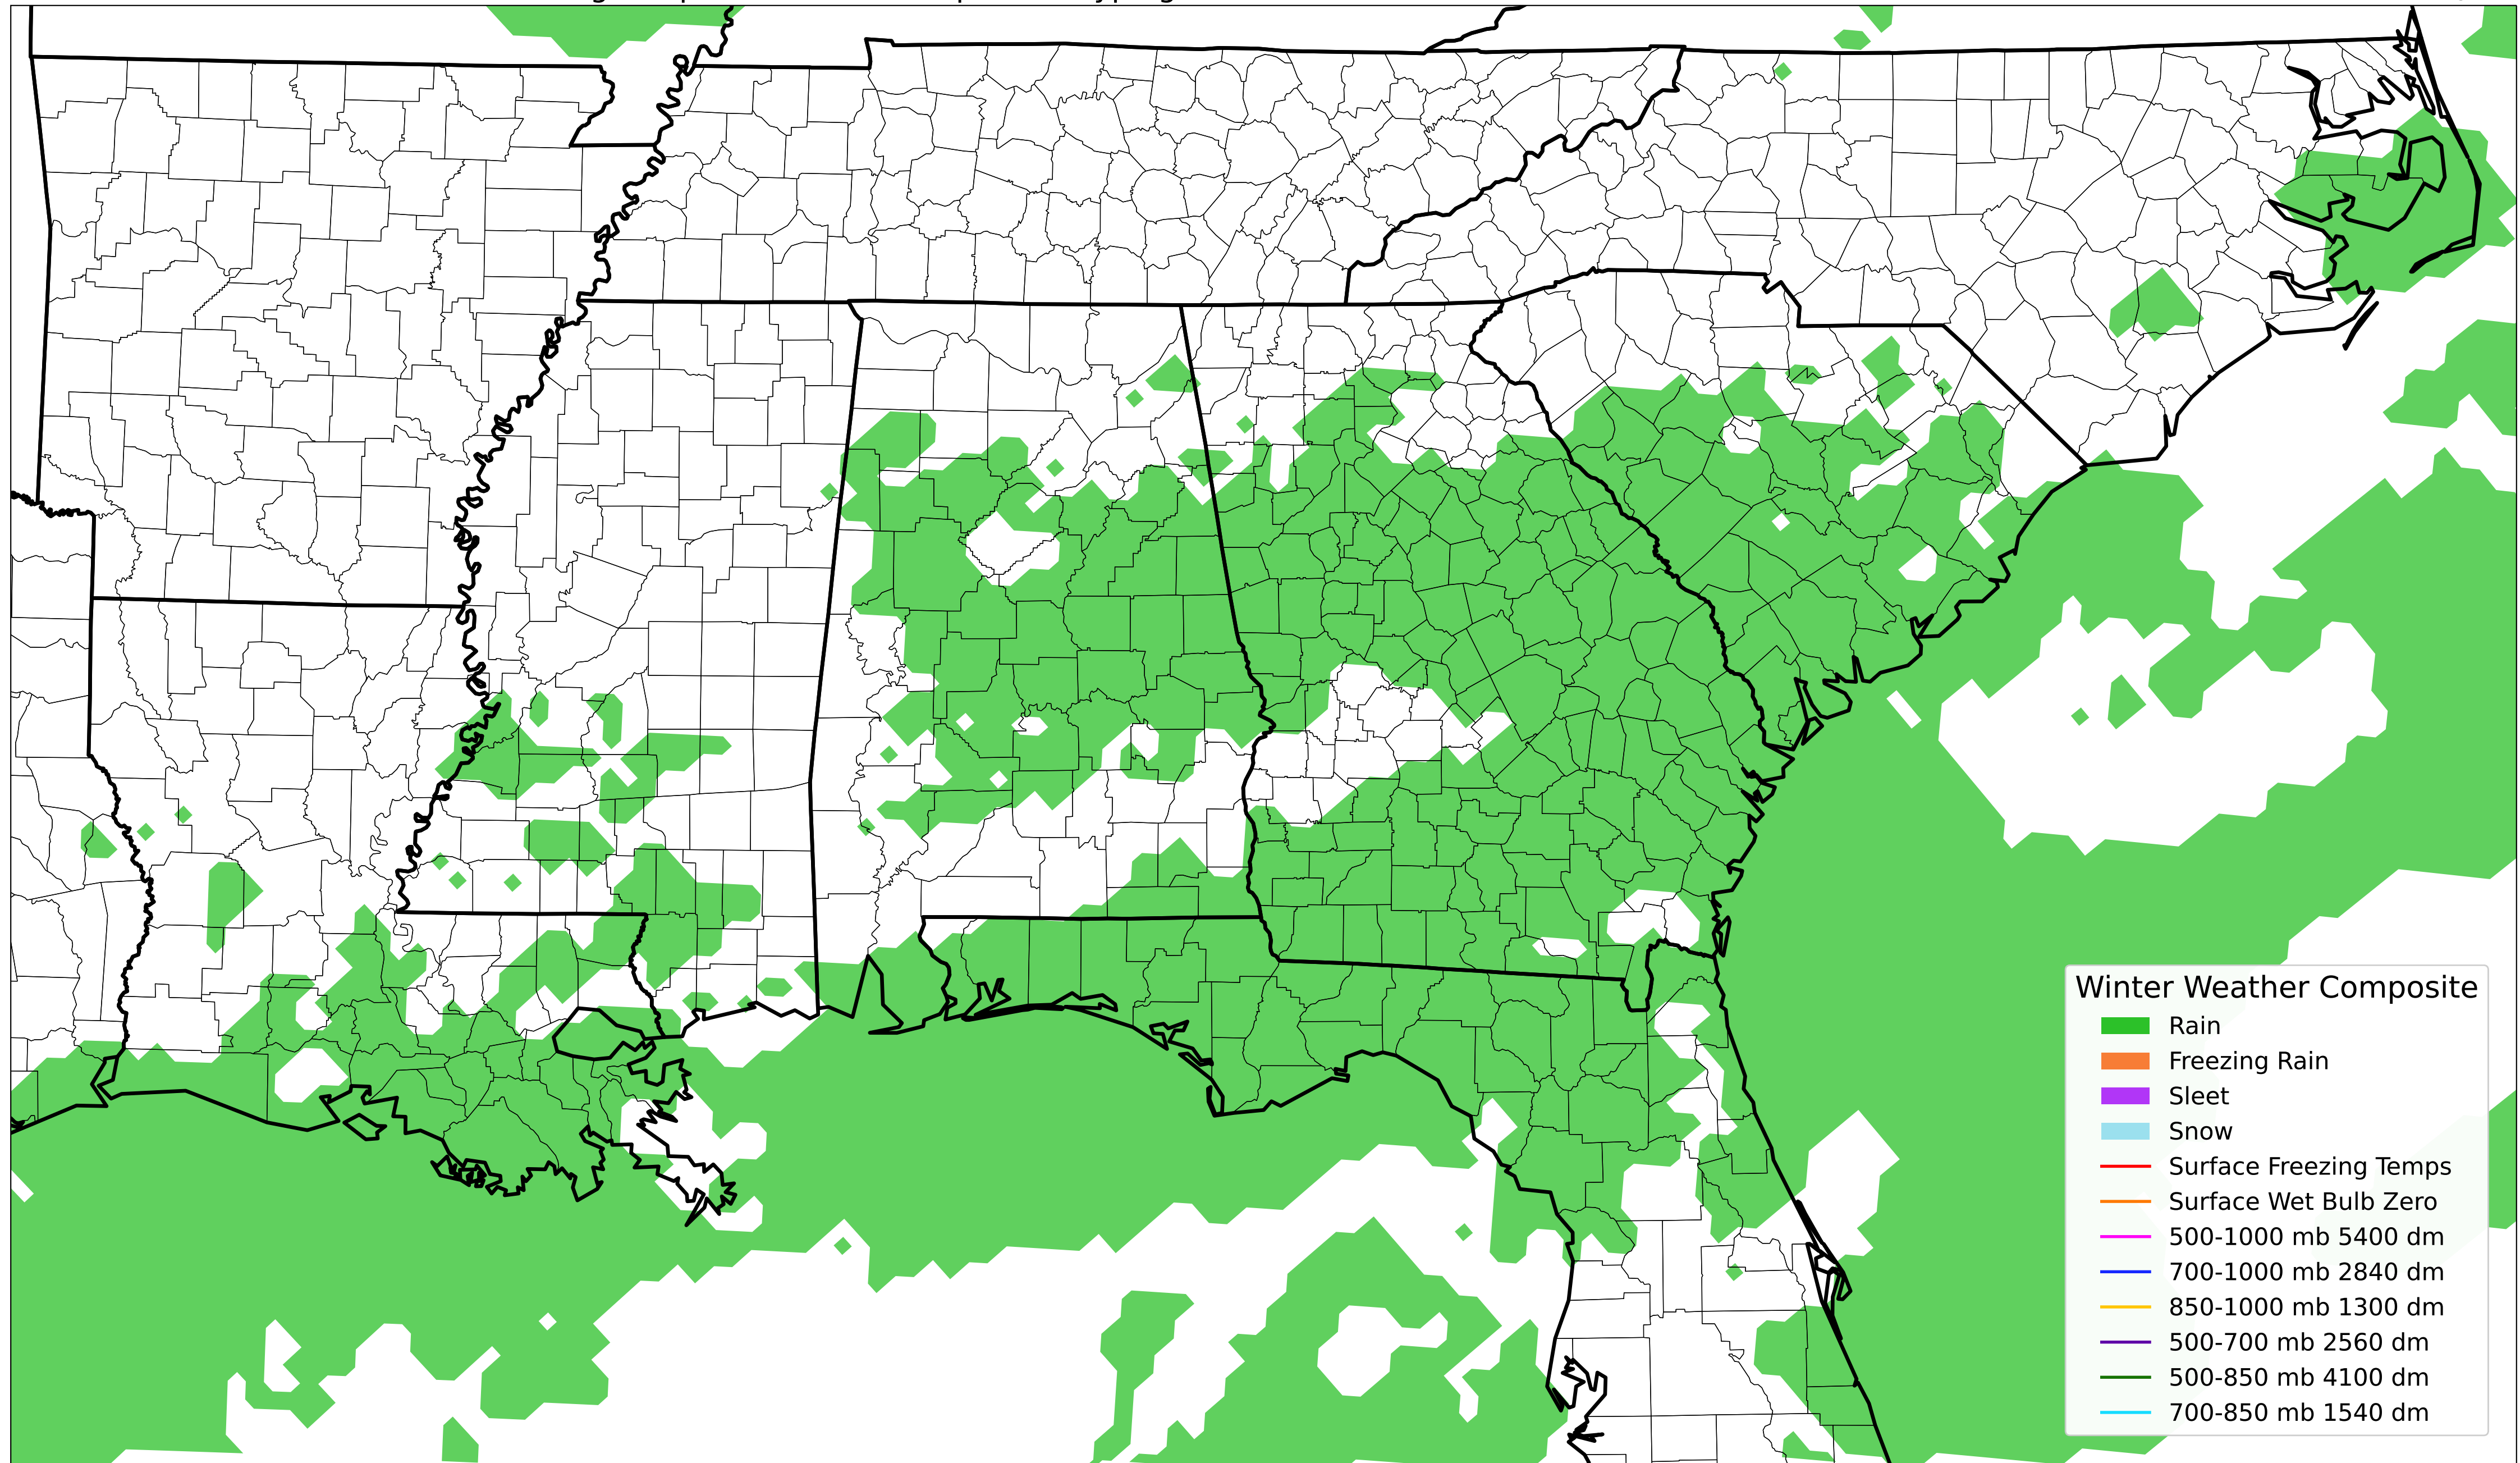 Winter Weather Composite
Rain
Freezing Rain
Sleet
Snow
Surface Freezing Temps
Surface Wet Bulb Zero
500-1000 mb 5400 dm
700-1000 mb 2840 dm
850-1000 mb 1300 dm
500-700 mb 2560 dm
500-850 mb 4100 dm
700-850 mb 1540 dm